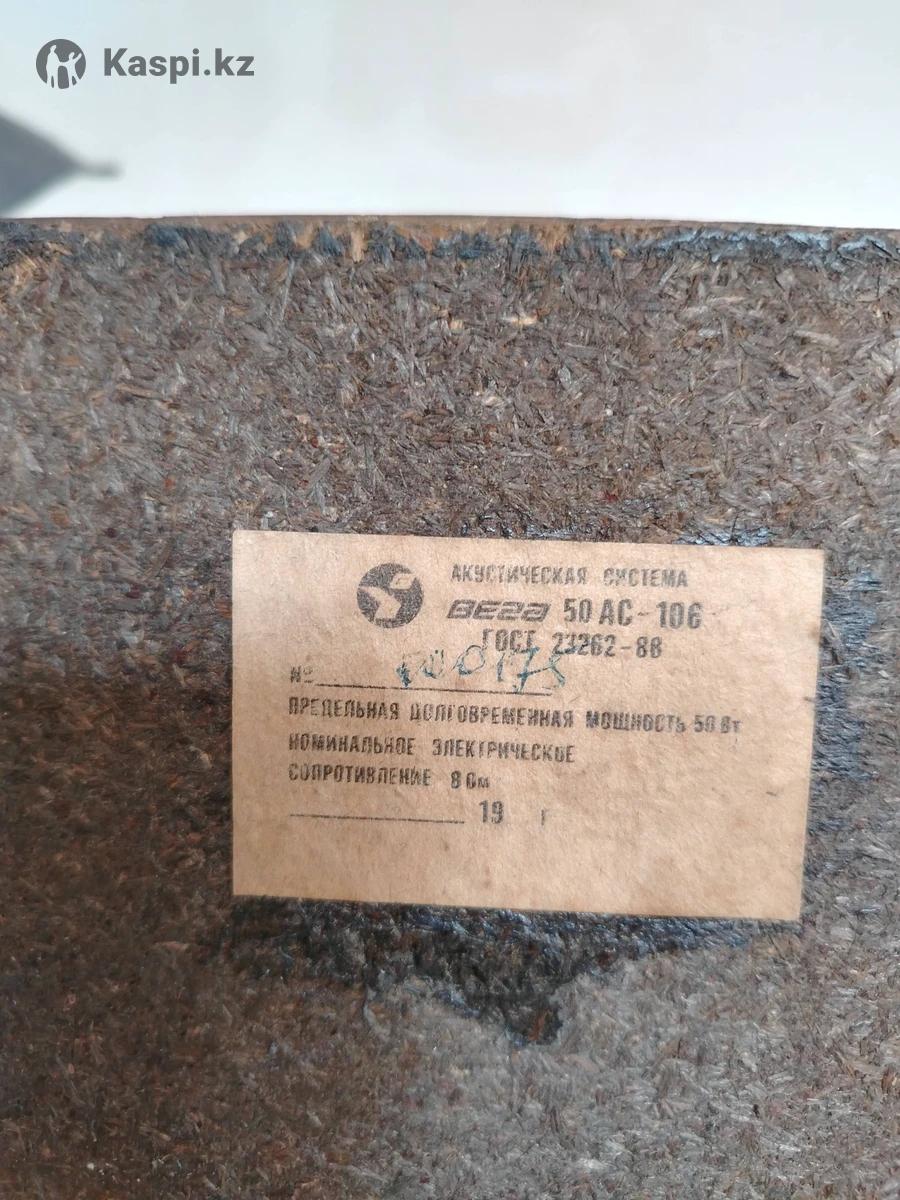 Kaspi.kz
АКУСТИЧЕСКАЯ СИСТЕМА
ВЕГА 50 АС-106
ГОСТ 23262-88
№
ПРЕДЕЛЬНАЯ ДОЛГОВРЕМЕННАЯ МОЩНОСТЬ 50 Вт
НОМИНАЛЬНОЕ ЭЛЕКТРИЧЕСКОЕ
СОПРОТИВЛЕНИЕ 8 Ом
19 г